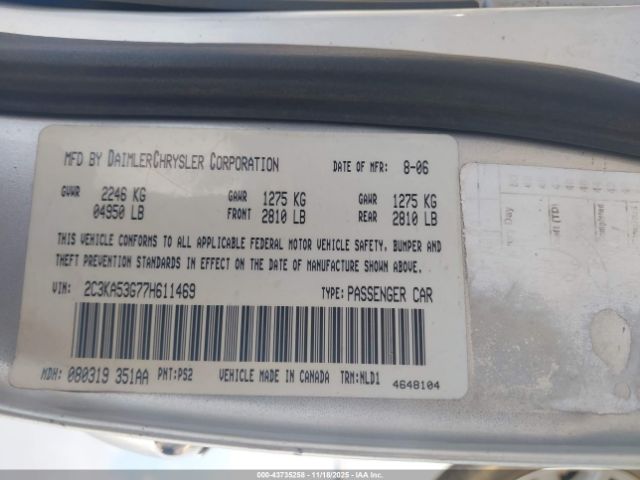 MFD BY DAIMLERCHRYSLER CORPORATION DATE OF MFR: 8-06
GVWR 2246 KG GAWR 1275 KG GAWR 1275 KG
04950 LB FRONT 2810 LB REAR 2810 LB
THIS VEHICLE CONFORMS TO ALL APPLICABLE FEDERAL MOTOR VEHICLE SAFETY, BUMPER AND
THEFT PREVENTION STANDARDS IN EFFECT ON THE DATE OF MANUFACTURE SHOWN ABOVE.
VIN: 2C3KA53G77H611469 TYPE: PASSENGER CAR
MDH: 080319 351AA PNT: PS2 VEHICLE MADE IN CANADA TRM: NLD1
4648104
000-43735258 - 11/18/2025 - IAAI.COM